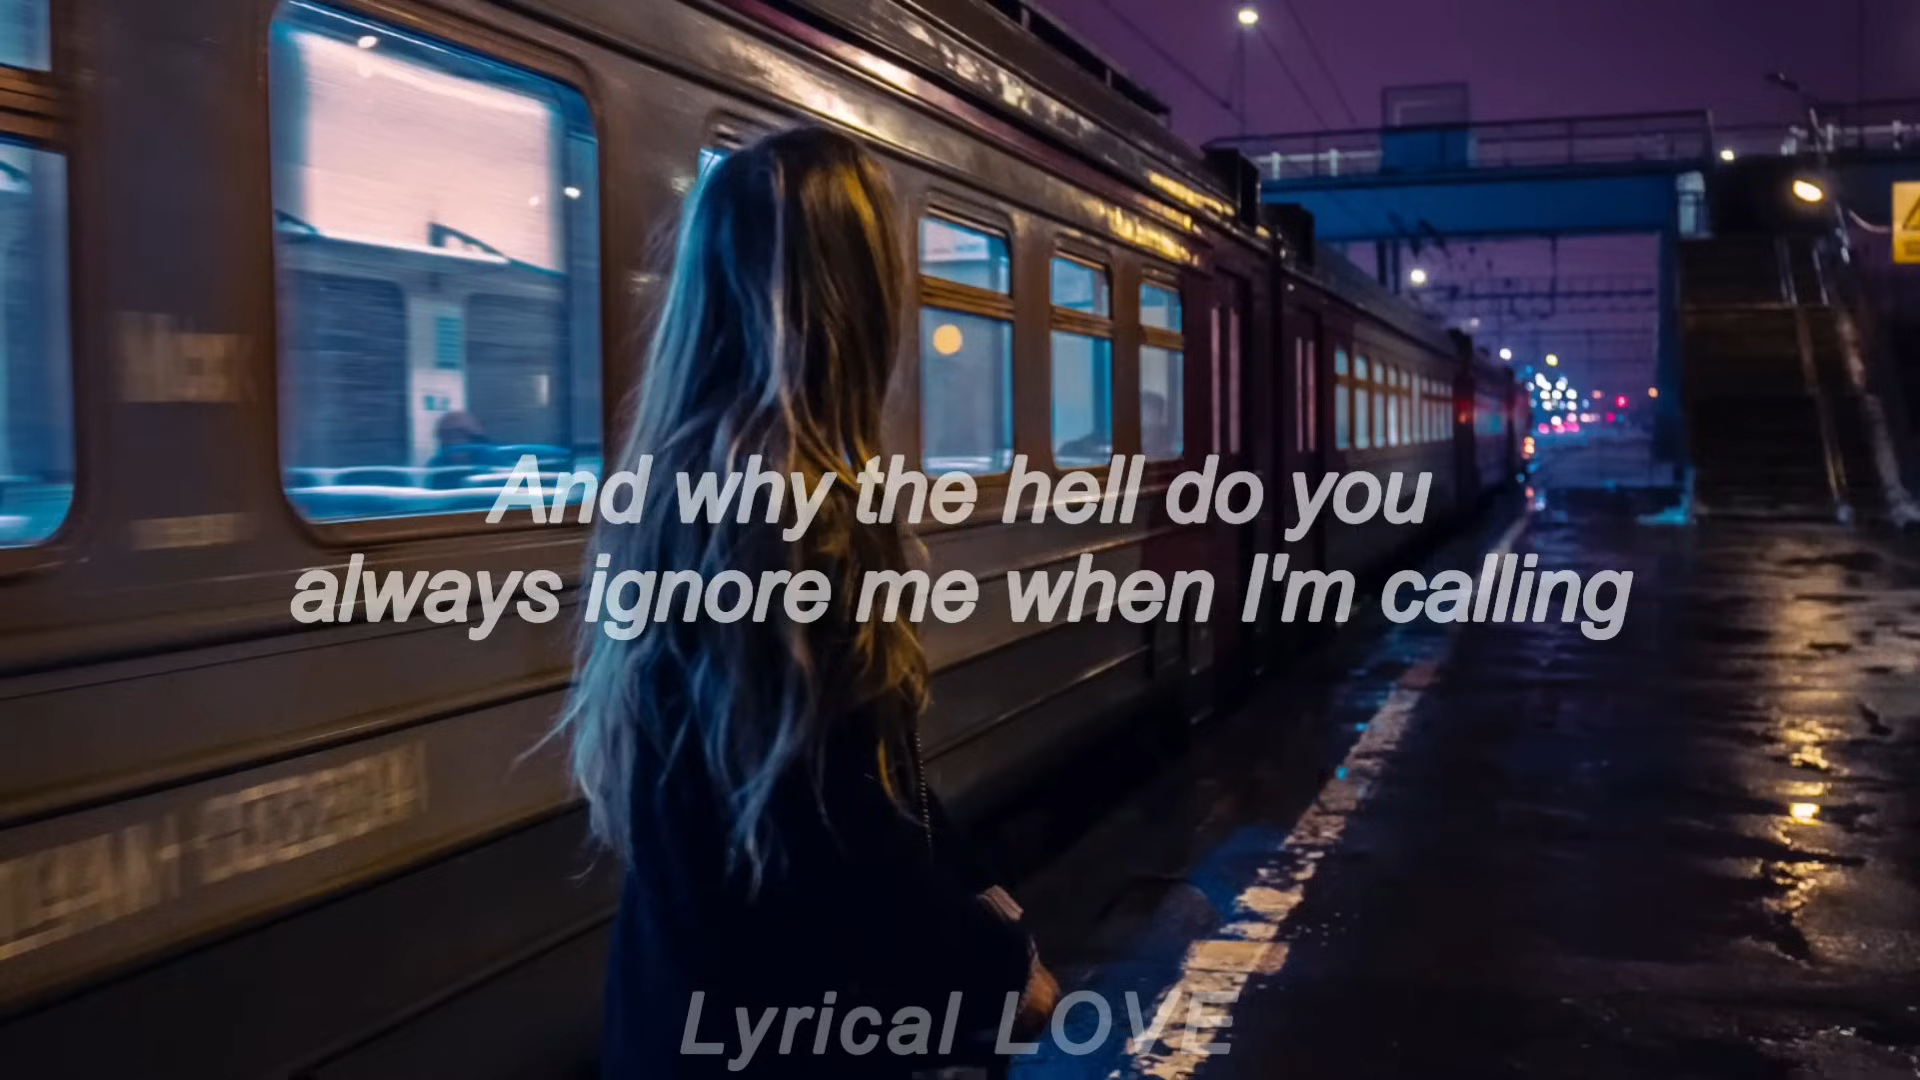 And why the hell do you
always ignore me when I'm calling
Lyrical LOVE